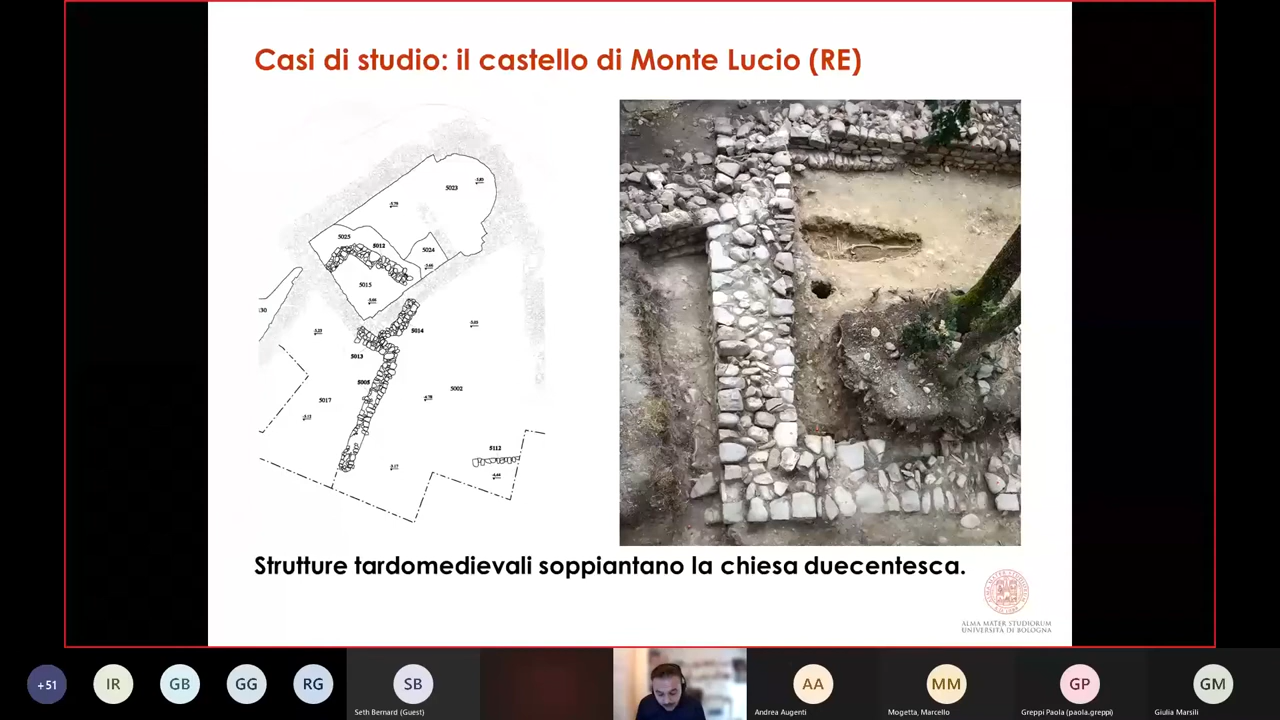 Casi di studio: il castello di Monte Lucio (RE)
5023
5025
5012
5024
5015
5014
5013
5005
5017
5002
5112
Strutture tardomedievali soppiantano la chiesa duecentesca.
ALMA MATER STUDIORUM
UNIVERSITÀ DI BOLOGNA
+51
IR
GB
GG
RG
SB
AA
MM
GP
GM
Seth Bernard (Guest)
Andrea Augenti
Mogetta, Marcello
Greppi Paola (paola.greppi)
Giulia Marsili